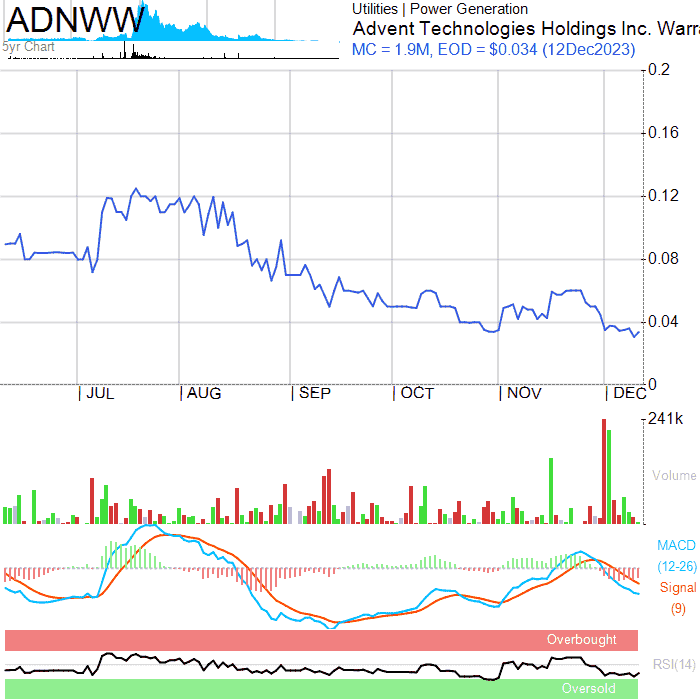 ADNWW
Utilities | Power Generation
Advent Technologies Holdings Inc. Warra
MC = 1.9M, EOD = $0.034 (12Dec2023)
5yr Chart
0.2
0.16
0.12
0.08
0.04
0
JUL AUG SEP OCT NOV DEC
241k
Volume
MACD
(12-26)
Signal
(9)
Overbought
RSI(14)
Oversold